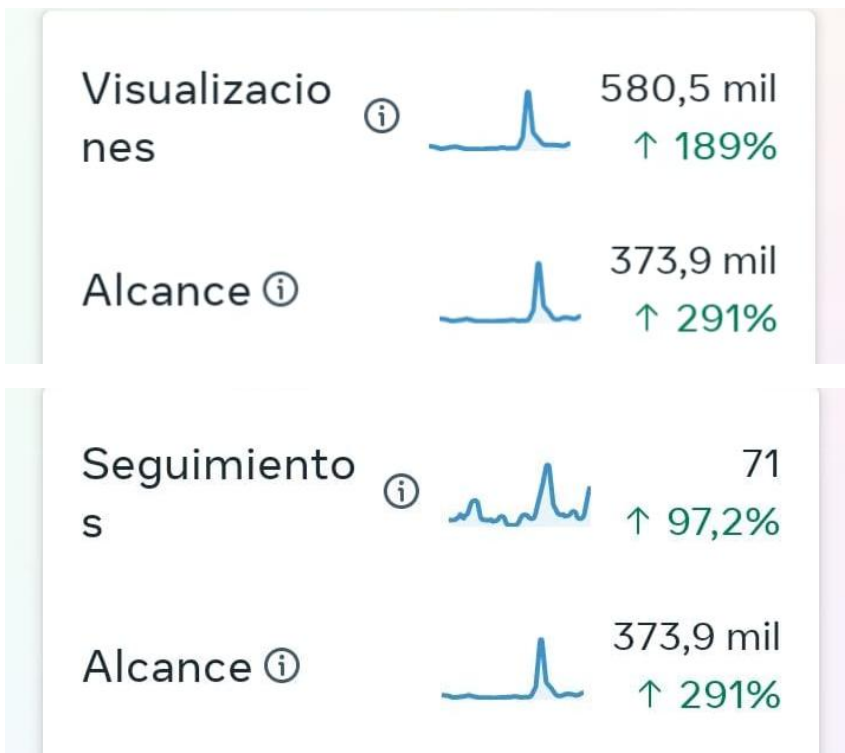 Visualizacio
nes
580,5 mil
↑ 189%
Alcance
373,9 mil
↑ 291%
Seguimiento
s
71
↑ 97,2%
Alcance
373,9 mil
↑ 291%